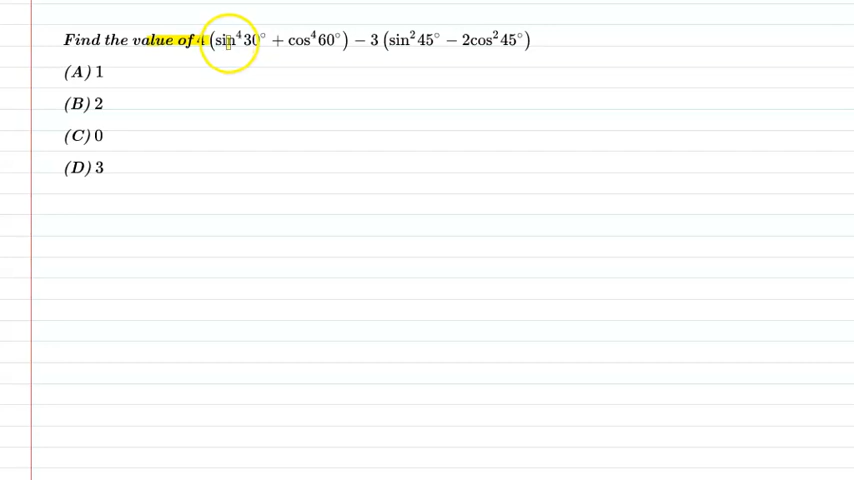 Find the value of 4 (sin⁴30° + cos⁴60°) − 3 (sin²45° − 2cos²45°)
(A) 1
(B) 2
(C) 0
(D) 3